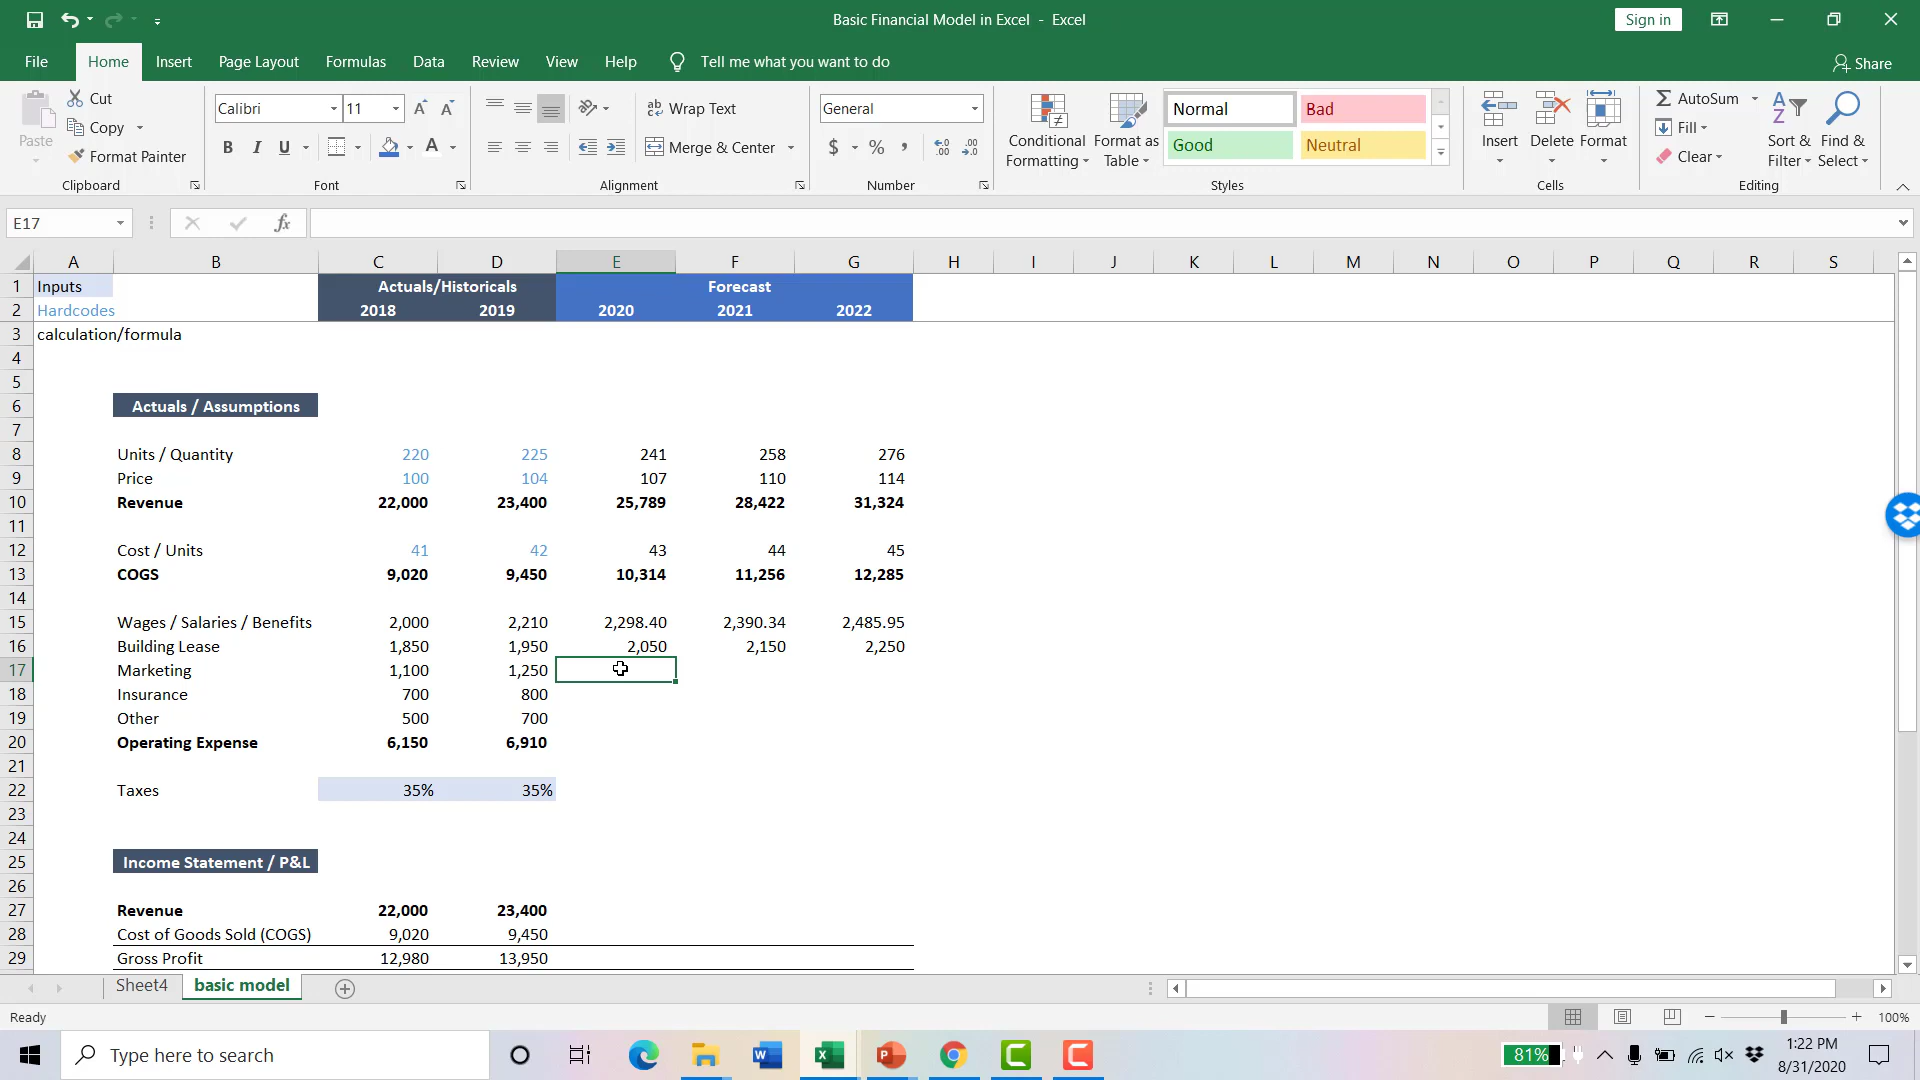 Basic Financial Model in Excel - Excel
Sign in
File Home Insert Page Layout Formulas Data Review View Help Tell me what you want to do Share
Paste
Cut
Copy
Format Painter
Clipboard
Calibri 11
B I U A
Font
Wrap Text
Merge & Center
Alignment
General
$ % ,
Number
Conditional Formatting
Format as Table
Normal Bad
Good Neutral
Styles
Insert Delete Format
Cells
AutoSum
Fill
Clear
Sort & Filter
Find & Select
Editing
E17 fx
A B C D E F G H I J K L M N O P Q R S
1 Inputs Actuals/Historicals Forecast
2 Hardcodes 2018 2019 2020 2021 2022
3 calculation/formula
4
5
6 Actuals / Assumptions
7
8 Units / Quantity 220 225 241 258 276
9 Price 100 104 107 110 114
10 Revenue 22,000 23,400 25,789 28,422 31,324
11
12 Cost / Units 41 42 43 44 45
13 COGS 9,020 9,450 10,314 11,256 12,285
14
15 Wages / Salaries / Benefits 2,000 2,210 2,298.40 2,390.34 2,485.95
16 Building Lease 1,850 1,950 2,050 2,150 2,250
17 Marketing 1,100 1,250
18 Insurance 700 800
19 Other 500 700
20 Operating Expense 6,150 6,910
21
22 Taxes 35% 35%
23
24
25 Income Statement / P&L
26
27 Revenue 22,000 23,400
28 Cost of Goods Sold (COGS) 9,020 9,450
29 Gross Profit 12,980 13,950
Sheet4 basic model
Ready 100%
Type here to search
81%
1:22 PM
8/31/2020